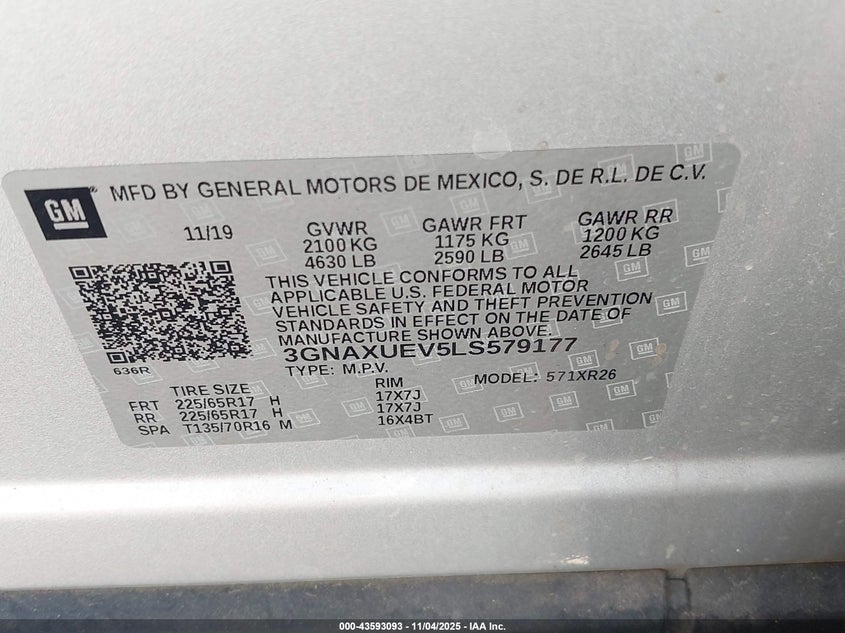 GM
®
MFD BY GENERAL MOTORS DE MEXICO, S. DE R.L. DE C.V.
11/19 GVWR GAWR FRT GAWR RR
2100 KG 1175 KG 1200 KG
4630 LB 2590 LB 2645 LB
THIS VEHICLE CONFORMS TO ALL
APPLICABLE U.S. FEDERAL MOTOR
VEHICLE SAFETY AND THEFT PREVENTION
STANDARDS IN EFFECT ON THE DATE OF
MANUFACTURE SHOWN ABOVE.
636R
3GNAXUEV5LS579177
TYPE: M.P.V. MODEL: 571XR26
TIRE SIZE RIM
FRT 225/65R17 H 17X7J
RR 225/65R17 H 17X7J
SPA T135/70R16 M 16X4BT
000-43593093 - 11/04/2025 - IAA Inc.